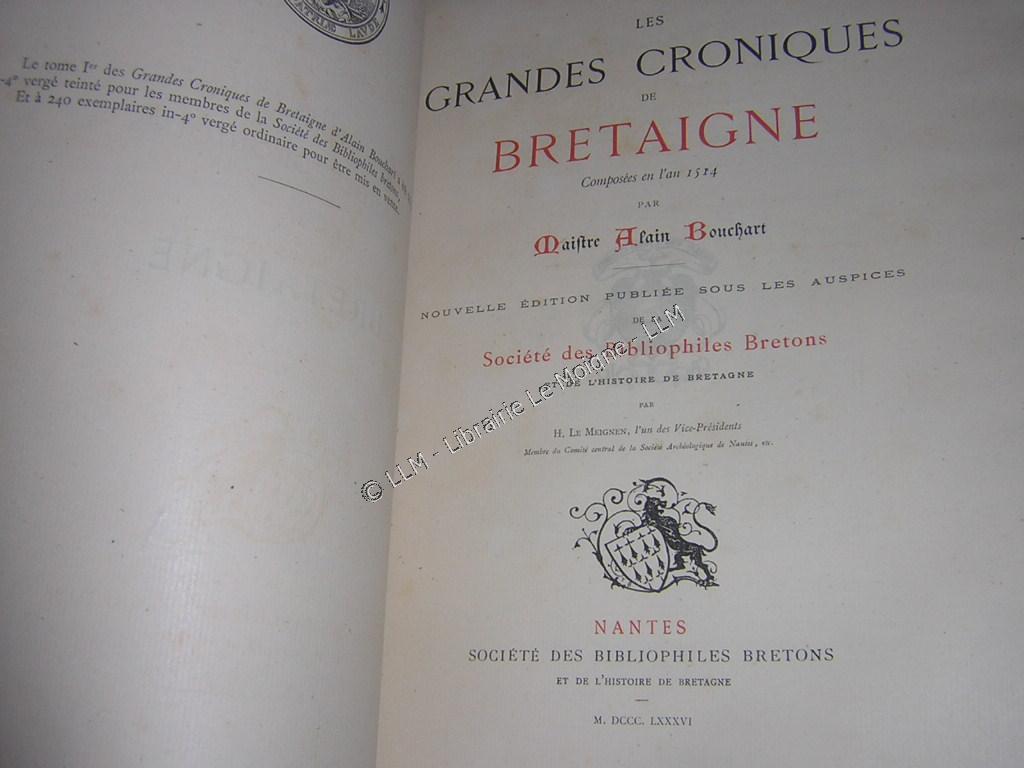 PATRIAE LAUDE
Le tome Ier des Grandes Croniques de Bretaigne d'Alain Bouchart a été
-4º vergé teinté pour les membres de la Société des Bibliophiles bretons,
Et à 240 exemplaires in-4º vergé ordinaire pour être mis en vente.
LES
GRANDES CRONIQUES
DE
BRETAIGNE
Composées en l'an 1514
PAR
Maistre Alain Bouchart
NOUVELLE ÉDITION PUBLIÉE SOUS LES AUSPICES
DE LA
Société des Bibliophiles Bretons
ET DE L'HISTOIRE DE BRETAGNE
PAR
H. LE MEIGNEN, l'un des Vice-Présidents
Membre du Comité central de la Société Archéologique de Nantes, etc.
NANTES
SOCIÉTÉ DES BIBLIOPHILES BRETONS
ET DE L'HISTOIRE DE BRETAGNE
M. DCCC. LXXXVI
© LLM - Librairie Le Moigne - LLM